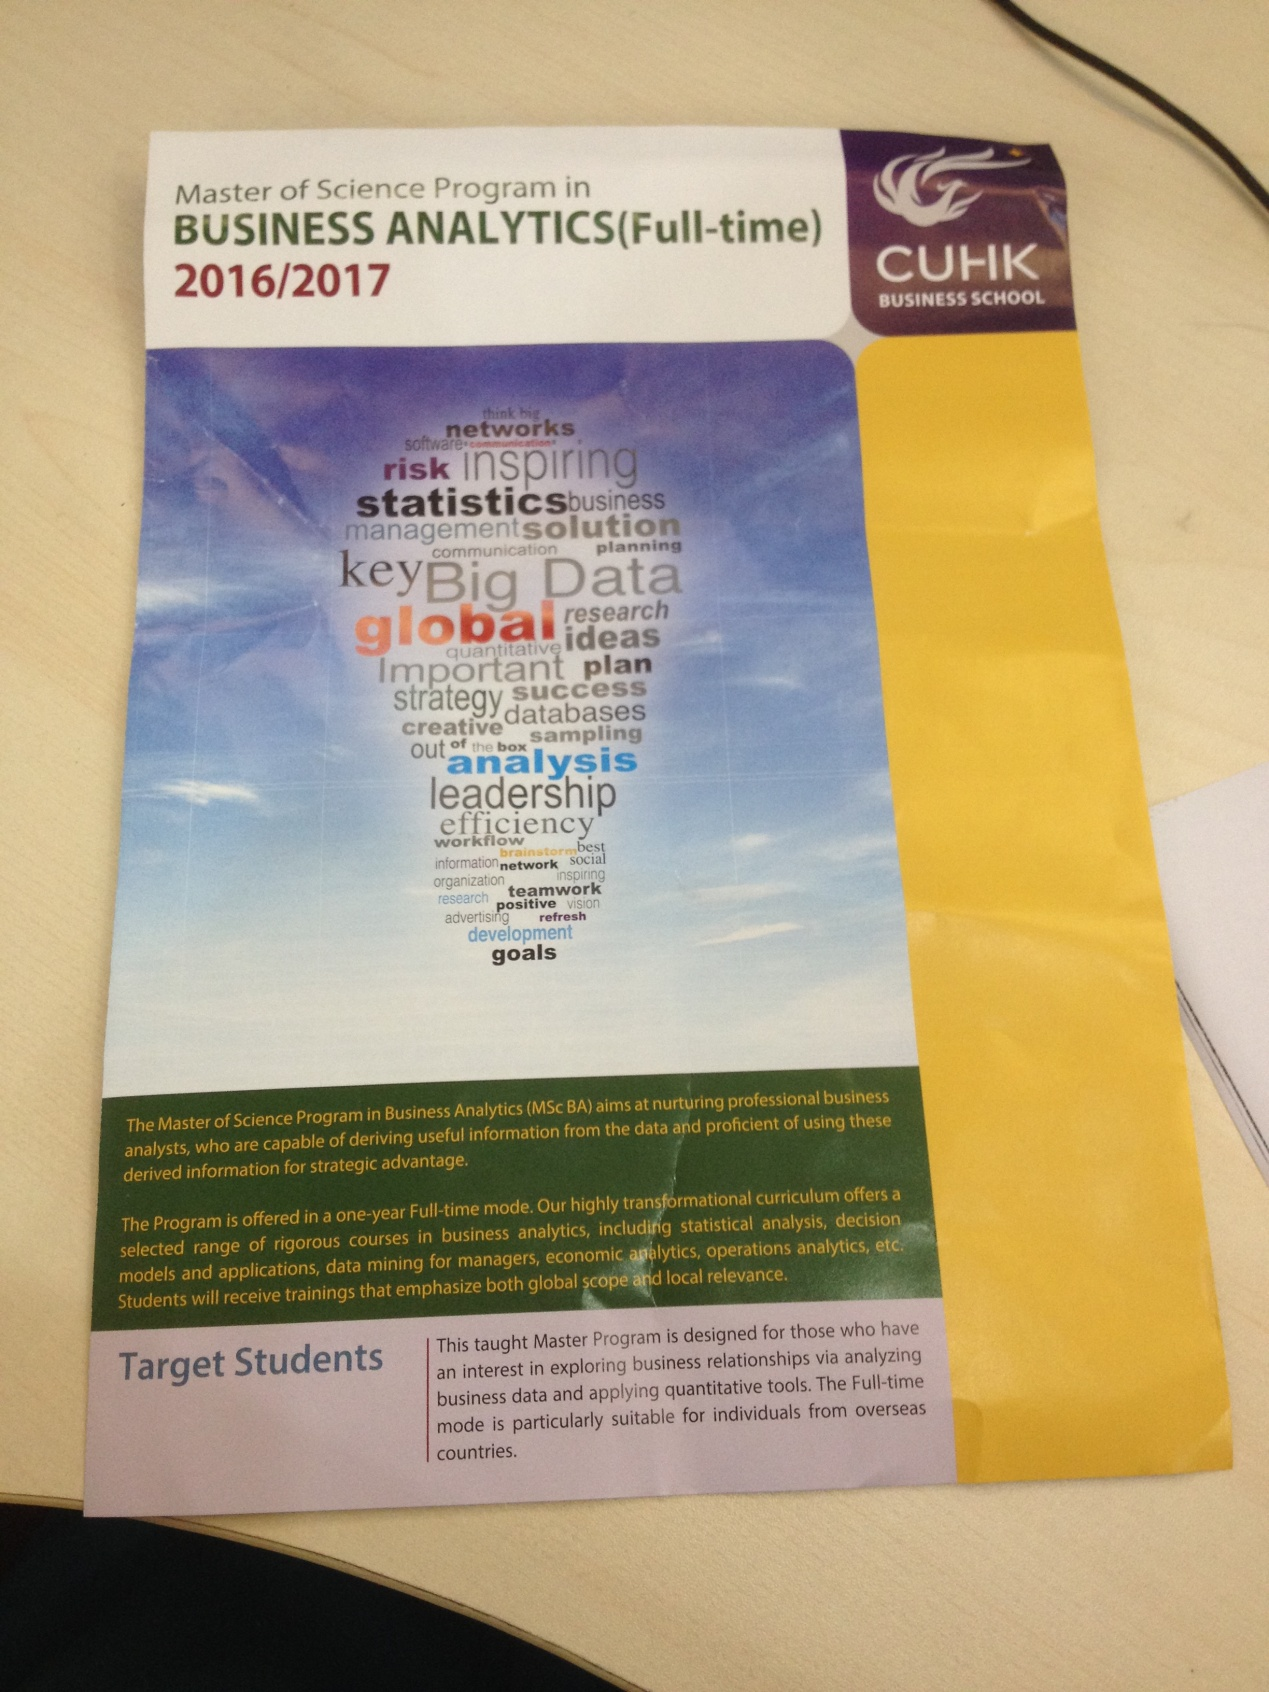 Master of Science Program in
BUSINESS ANALYTICS(Full-time)
2016/2017
CUHK
BUSINESS SCHOOL
think big
networks
software communication
risk inspiring
statistics business
management solution
communication planning
key Big Data
global research
ideas
quantitative
Important plan
strategy success
databases
creative sampling
out of the box
analysis
leadership
efficiency
workflow
brainstorm best
information network social
organization inspiring
teamwork
research positive vision
advertising refresh
development
goals
The Master of Science Program in Business Analytics (MSc BA) aims at nurturing professional business
analysts, who are capable of deriving useful information from the data and proficient of using these
derived information for strategic advantage.
The Program is offered in a one-year Full-time mode. Our highly transformational curriculum offers a
selected range of rigorous courses in business analytics, including statistical analysis, decision
models and applications, data mining for managers, economic analytics, operations analytics, etc.
Students will receive trainings that emphasize both global scope and local relevance.
Target Students
This taught Master Program is designed for those who have
an interest in exploring business relationships via analyzing
business data and applying quantitative tools. The Full-time
mode is particularly suitable for individuals from overseas
countries.